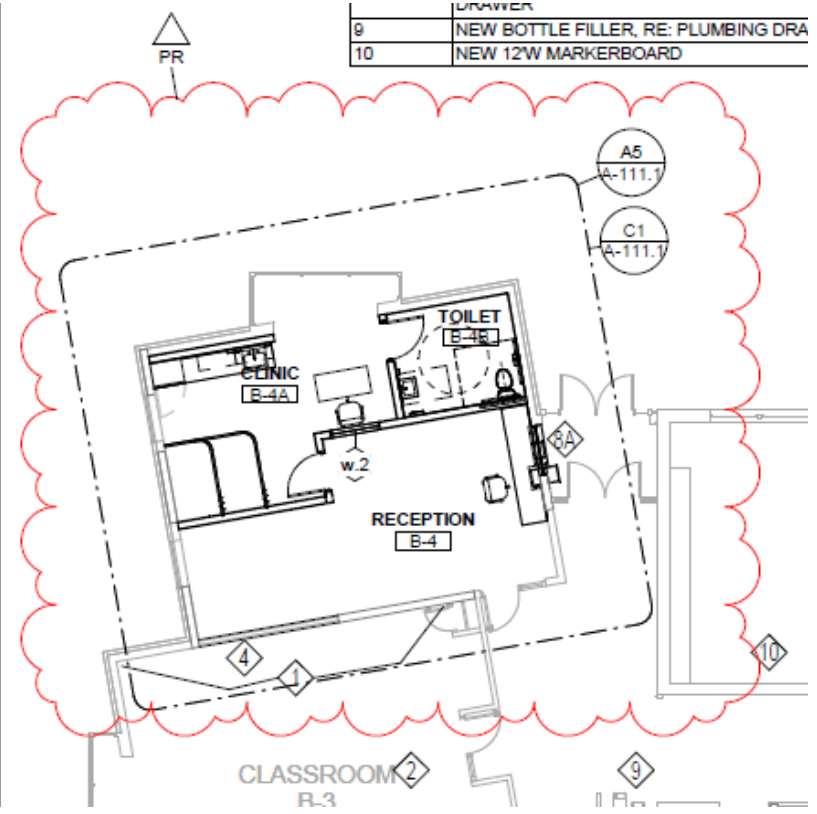 DRAWER
9 NEW BOTTLE FILLER, RE: PLUMBING DRA
10 NEW 12'W MARKERBOARD
PR
A5
A-111.1
C1
A-111.1
TOILET
B-4B
CLINIC
B-4A
8A
w.2
RECEPTION
B-4
4
1
10
CLASSROOM
2
9
B-3